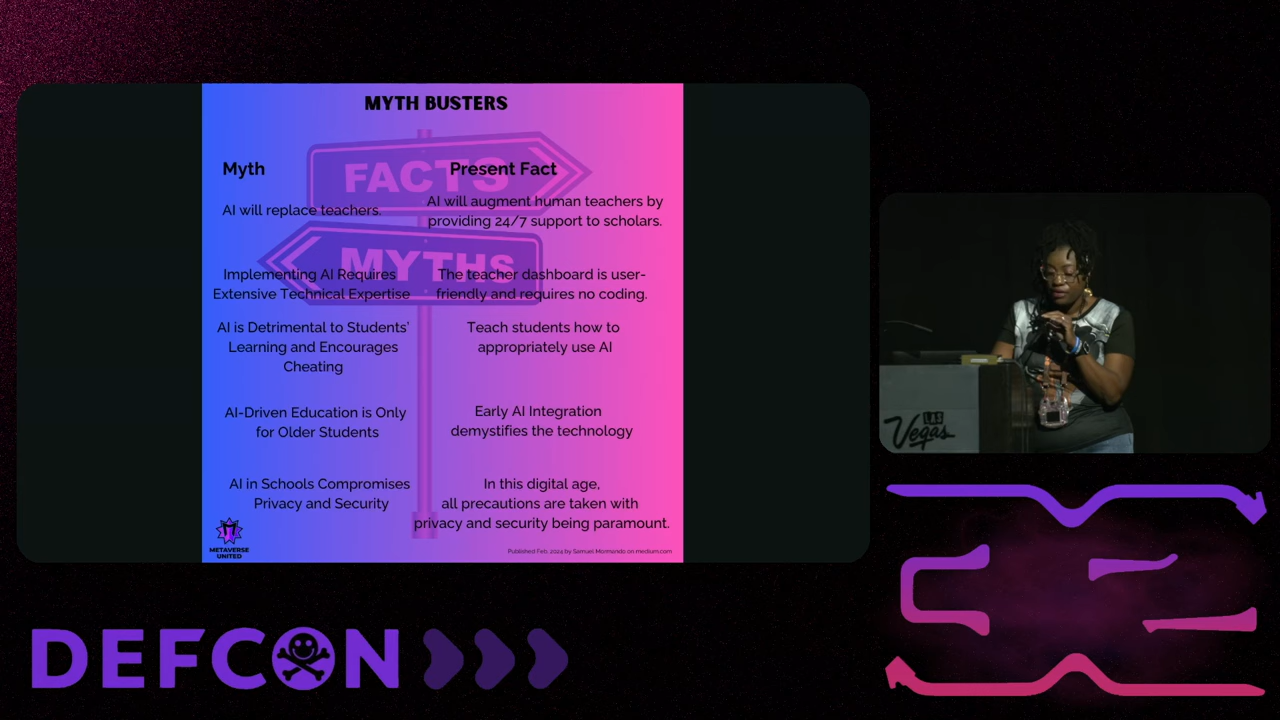 MYTH BUSTERS
FACTS
MYTHS
Myth
Present Fact
AI will replace teachers.
AI will augment human teachers by
providing 24/7 support to scholars.
Implementing AI Requires
Extensive Technical Expertise
The teacher dashboard is user-
friendly and requires no coding.
AI is Detrimental to Students'
Learning and Encourages
Cheating
Teach students how to
appropriately use AI
AI-Driven Education is Only
for Older Students
Early AI Integration
demystifies the technology
AI in Schools Compromises
Privacy and Security
In this digital age,
all precautions are taken with
privacy and security being paramount.
METAVERSE
UNITED
Published Feb. 2024 by Samuel Mormando on medium.com
LAS
Vegas
DEFCON